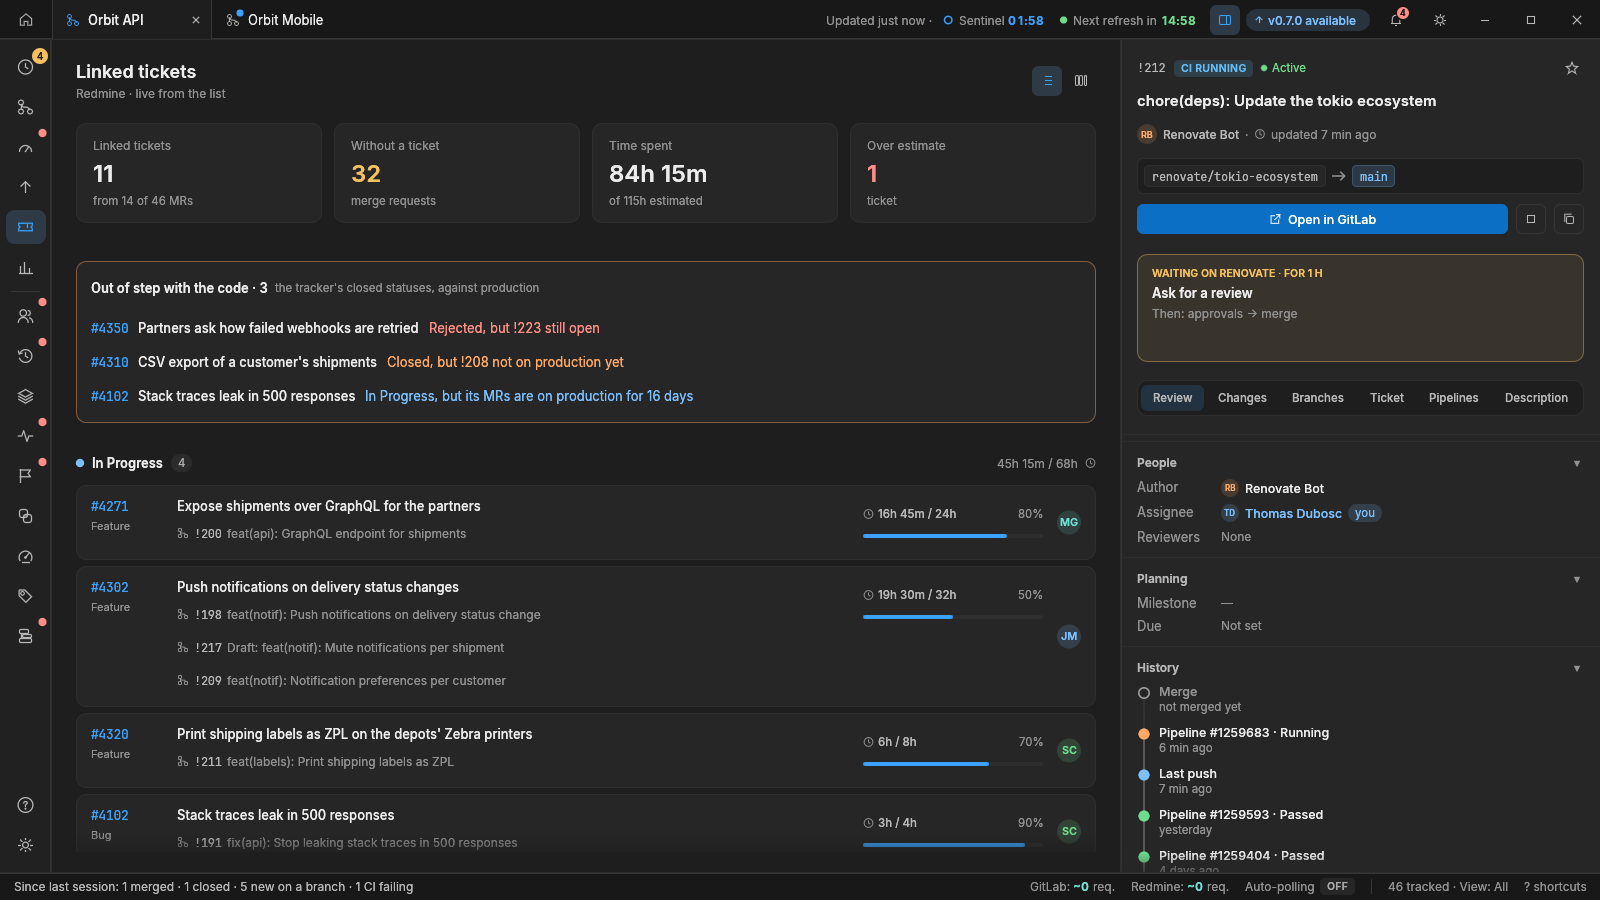 Orbit API
Orbit Mobile
Updated just now · Sentinel 01:58 Next refresh in 14:58
v0.7.0 available
4
4
Linked tickets
Redmine · live from the list
Linked tickets
11
from 14 of 46 MRs
Without a ticket
32
merge requests
Time spent
84h 15m
of 115h estimated
Over estimate
1
ticket
Out of step with the code · 3 the tracker's closed statuses, against production
#4350 Partners ask how failed webhooks are retried Rejected, but !223 still open
#4310 CSV export of a customer's shipments Closed, but !208 not on production yet
#4102 Stack traces leak in 500 responses In Progress, but its MRs are on production for 16 days
In Progress 4
45h 15m / 68h
#4271 Expose shipments over GraphQL for the partners
Feature
!200 feat(api): GraphQL endpoint for shipments
16h 45m / 24h 80%
MG
#4302 Push notifications on delivery status changes
Feature
!198 feat(notif): Push notifications on delivery status change
!217 Draft: feat(notif): Mute notifications per shipment
!209 feat(notif): Notification preferences per customer
19h 30m / 32h 50%
JM
#4320 Print shipping labels as ZPL on the depots' Zebra printers
Feature
!211 feat(labels): Print shipping labels as ZPL
6h / 8h 70%
SC
#4102 Stack traces leak in 500 responses
Bug
!191 fix(api): Stop leaking stack traces in 500 responses
3h / 4h 90%
SC
!212 CI RUNNING Active
chore(deps): Update the tokio ecosystem
RB Renovate Bot · updated 7 min ago
renovate/tokio-ecosystem → main
Open in GitLab
WAITING ON RENOVATE · FOR 1 H
Ask for a review
Then: approvals → merge
Review Changes Branches Ticket Pipelines Description
People
Author RB Renovate Bot
Assignee TD Thomas Dubosc you
Reviewers None
Planning
Milestone —
Due Not set
History
Merge
not merged yet
Pipeline #1259683 · Running
6 min ago
Last push
7 min ago
Pipeline #1259593 · Passed
yesterday
Pipeline #1259404 · Passed
4 days ago
Since last session: 1 merged · 1 closed · 5 new on a branch · 1 CI failing
GitLab: ~0 req. Redmine: ~0 req. Auto-polling OFF 46 tracked · View: All ? shortcuts